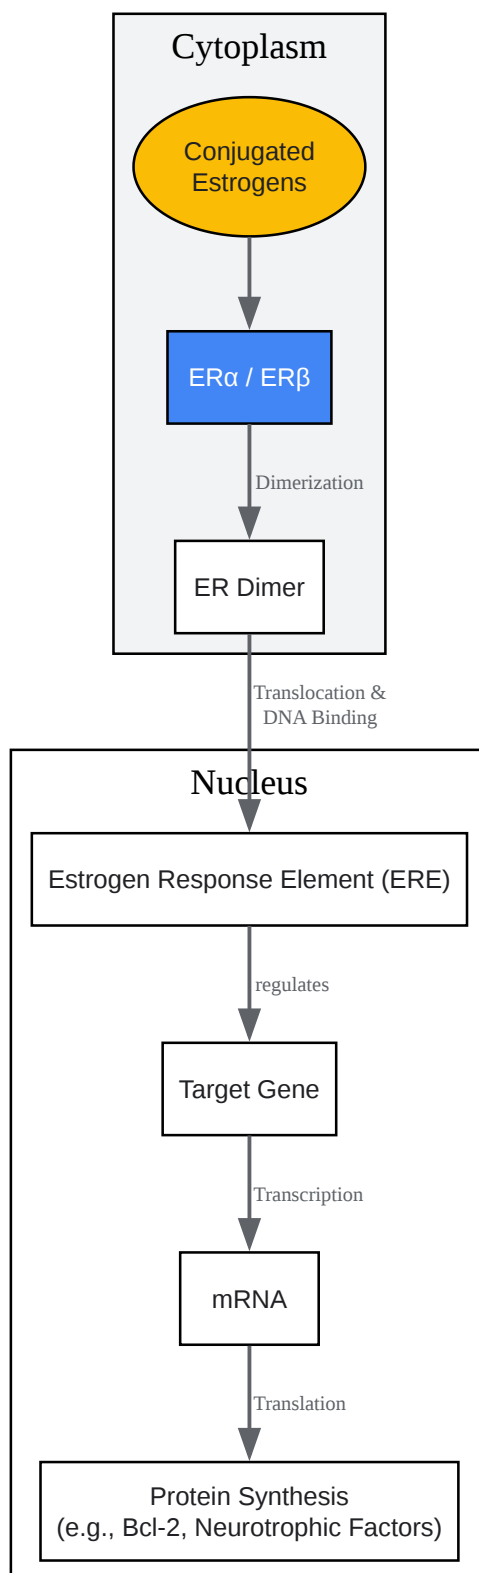 Cytoplasm
Conjugated
Estrogens
ERα / ERβ
Dimerization
ER Dimer
Translocation &
DNA Binding
Nucleus
Estrogen Response Element (ERE)
regulates
Target Gene
Transcription
mRNA
Translation
Protein Synthesis
(e.g., Bcl-2, Neurotrophic Factors)